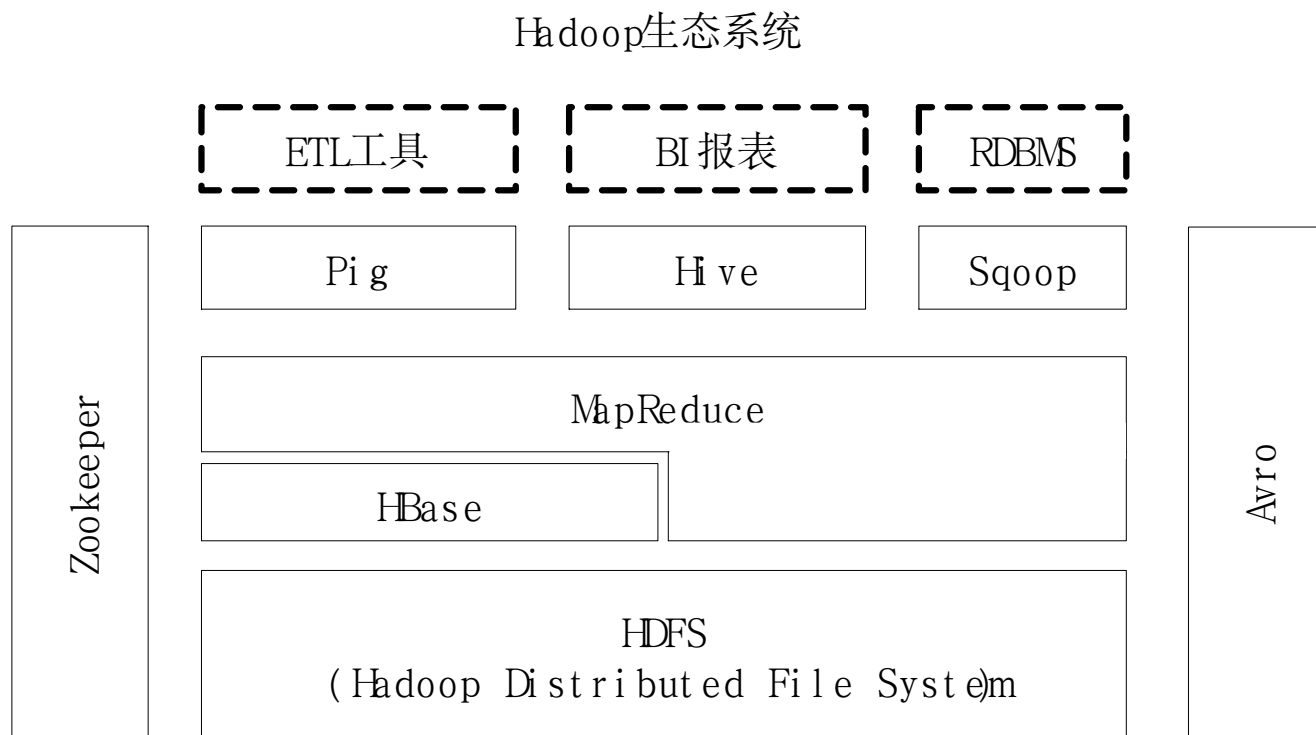 Hadoop生态系统
ETL工具
BI报表
RDBMS
Pig
Hive
Sqoop
Zookeeper
MapReduce
HBase
Avro
HDFS
(Hadoop Distributed File System)